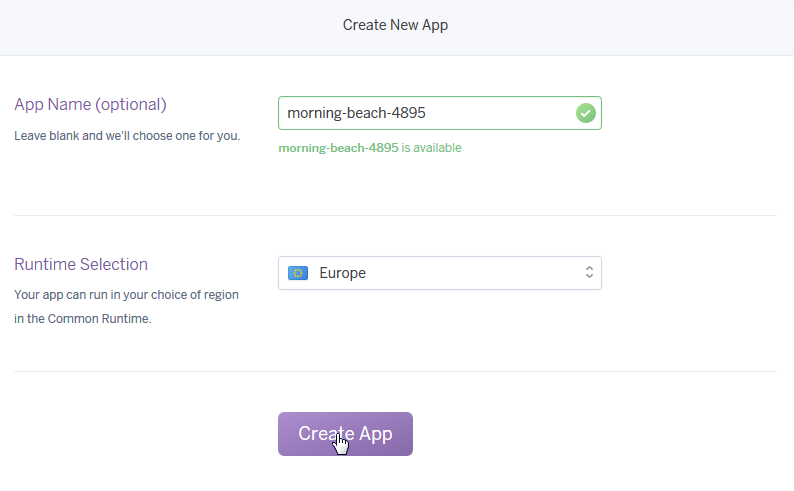 Create New App
App Name (optional)
Leave blank and we'll choose one for you.
morning-beach-4895
morning-beach-4895 is available
Runtime Selection
Your app can run in your choice of region
in the Common Runtime.
Europe
Create App